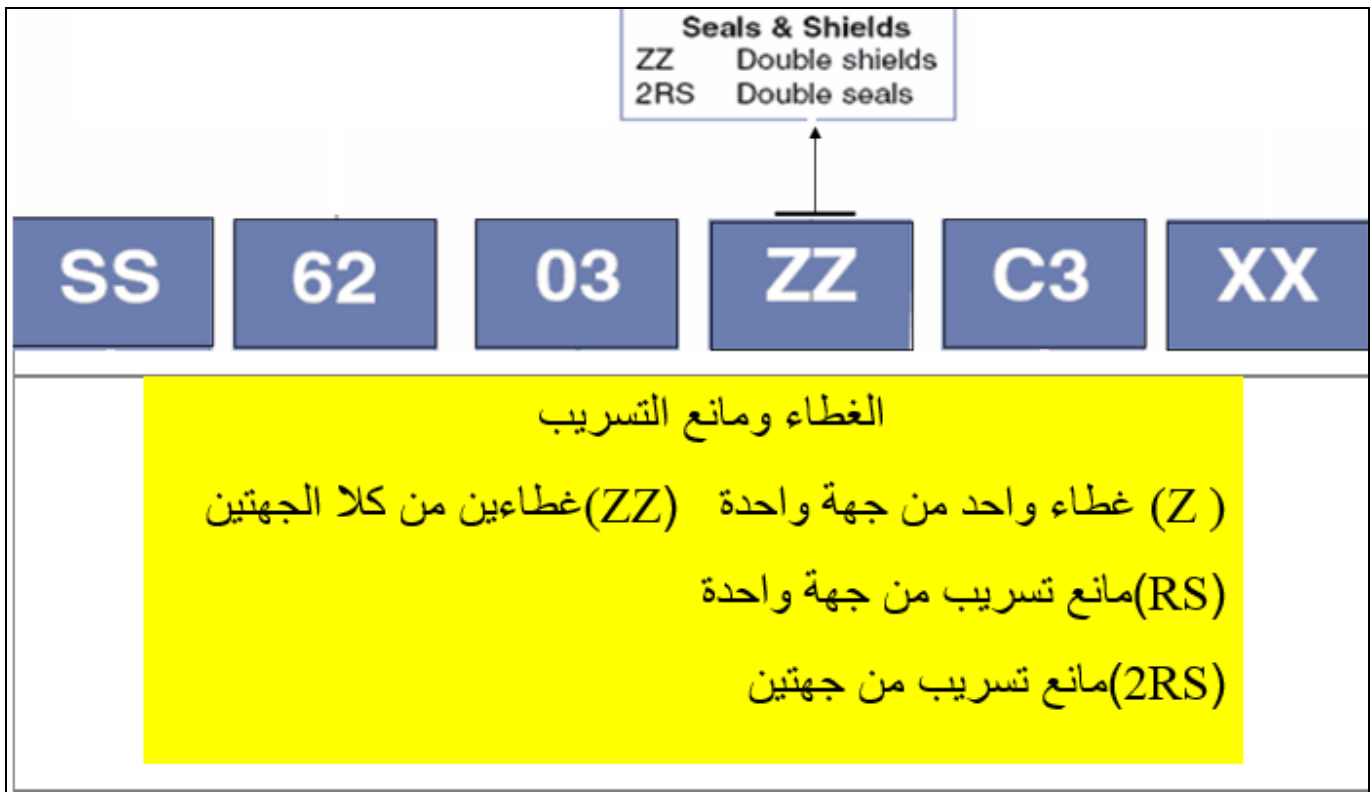 Seals & Shields
ZZ Double shields
2RS Double seals
SS 62 03 ZZ C3 XX
الغطاء ومانع التسريب
( Z) غطاء واحد من جهة واحدة (ZZ)غطاءين من كلا الجهتين
(RS)مانع تسريب من جهة واحدة
(2RS)مانع تسريب من جهتين